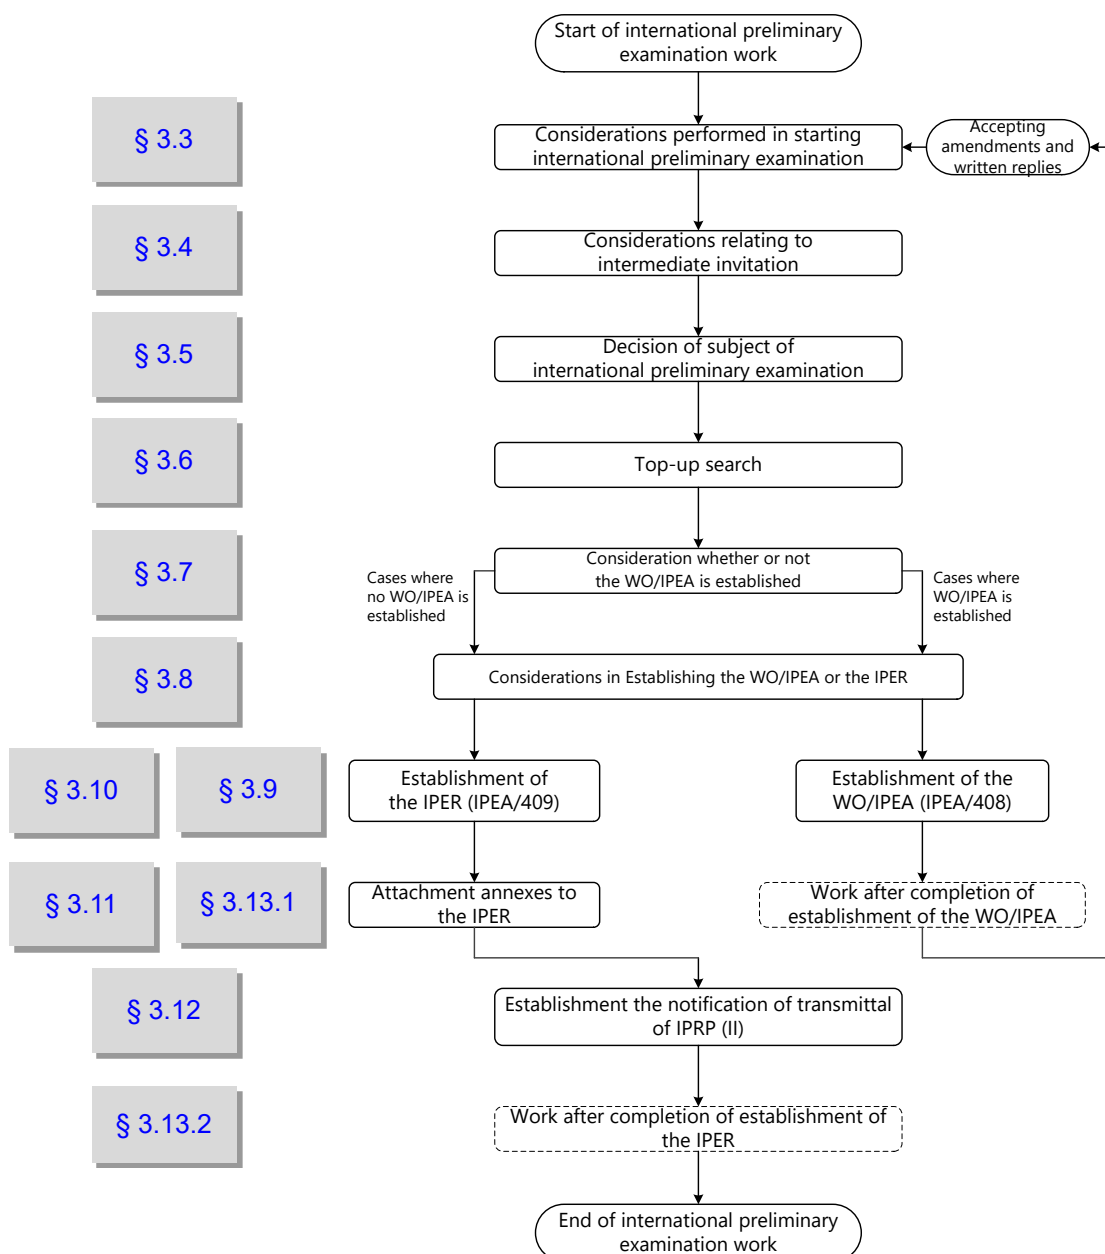 Start of international preliminary
examination work
§ 3.3
Considerations performed in starting
international preliminary examination
Accepting
amendments and
written replies
§ 3.4
Considerations relating to
intermediate invitation
§ 3.5
Decision of subject of
international preliminary examination
§ 3.6
Top-up search
§ 3.7
Consideration whether or not
the WO/IPEA is established
Cases where
no WO/IPEA is
established
Cases where
WO/IPEA is
established
§ 3.8
Considerations in Establishing the WO/IPEA or the IPER
§ 3.10
§ 3.9
Establishment of
the IPER (IPEA/409)
Establishment of the
WO/IPEA (IPEA/408)
§ 3.11
§ 3.13.1
Attachment annexes to
the IPER
Work after completion of
establishment of the WO/IPEA
§ 3.12
Establishment the notification of transmittal
of IPRP (II)
§ 3.13.2
Work after completion of establishment of
the IPER
End of international preliminary
examination work